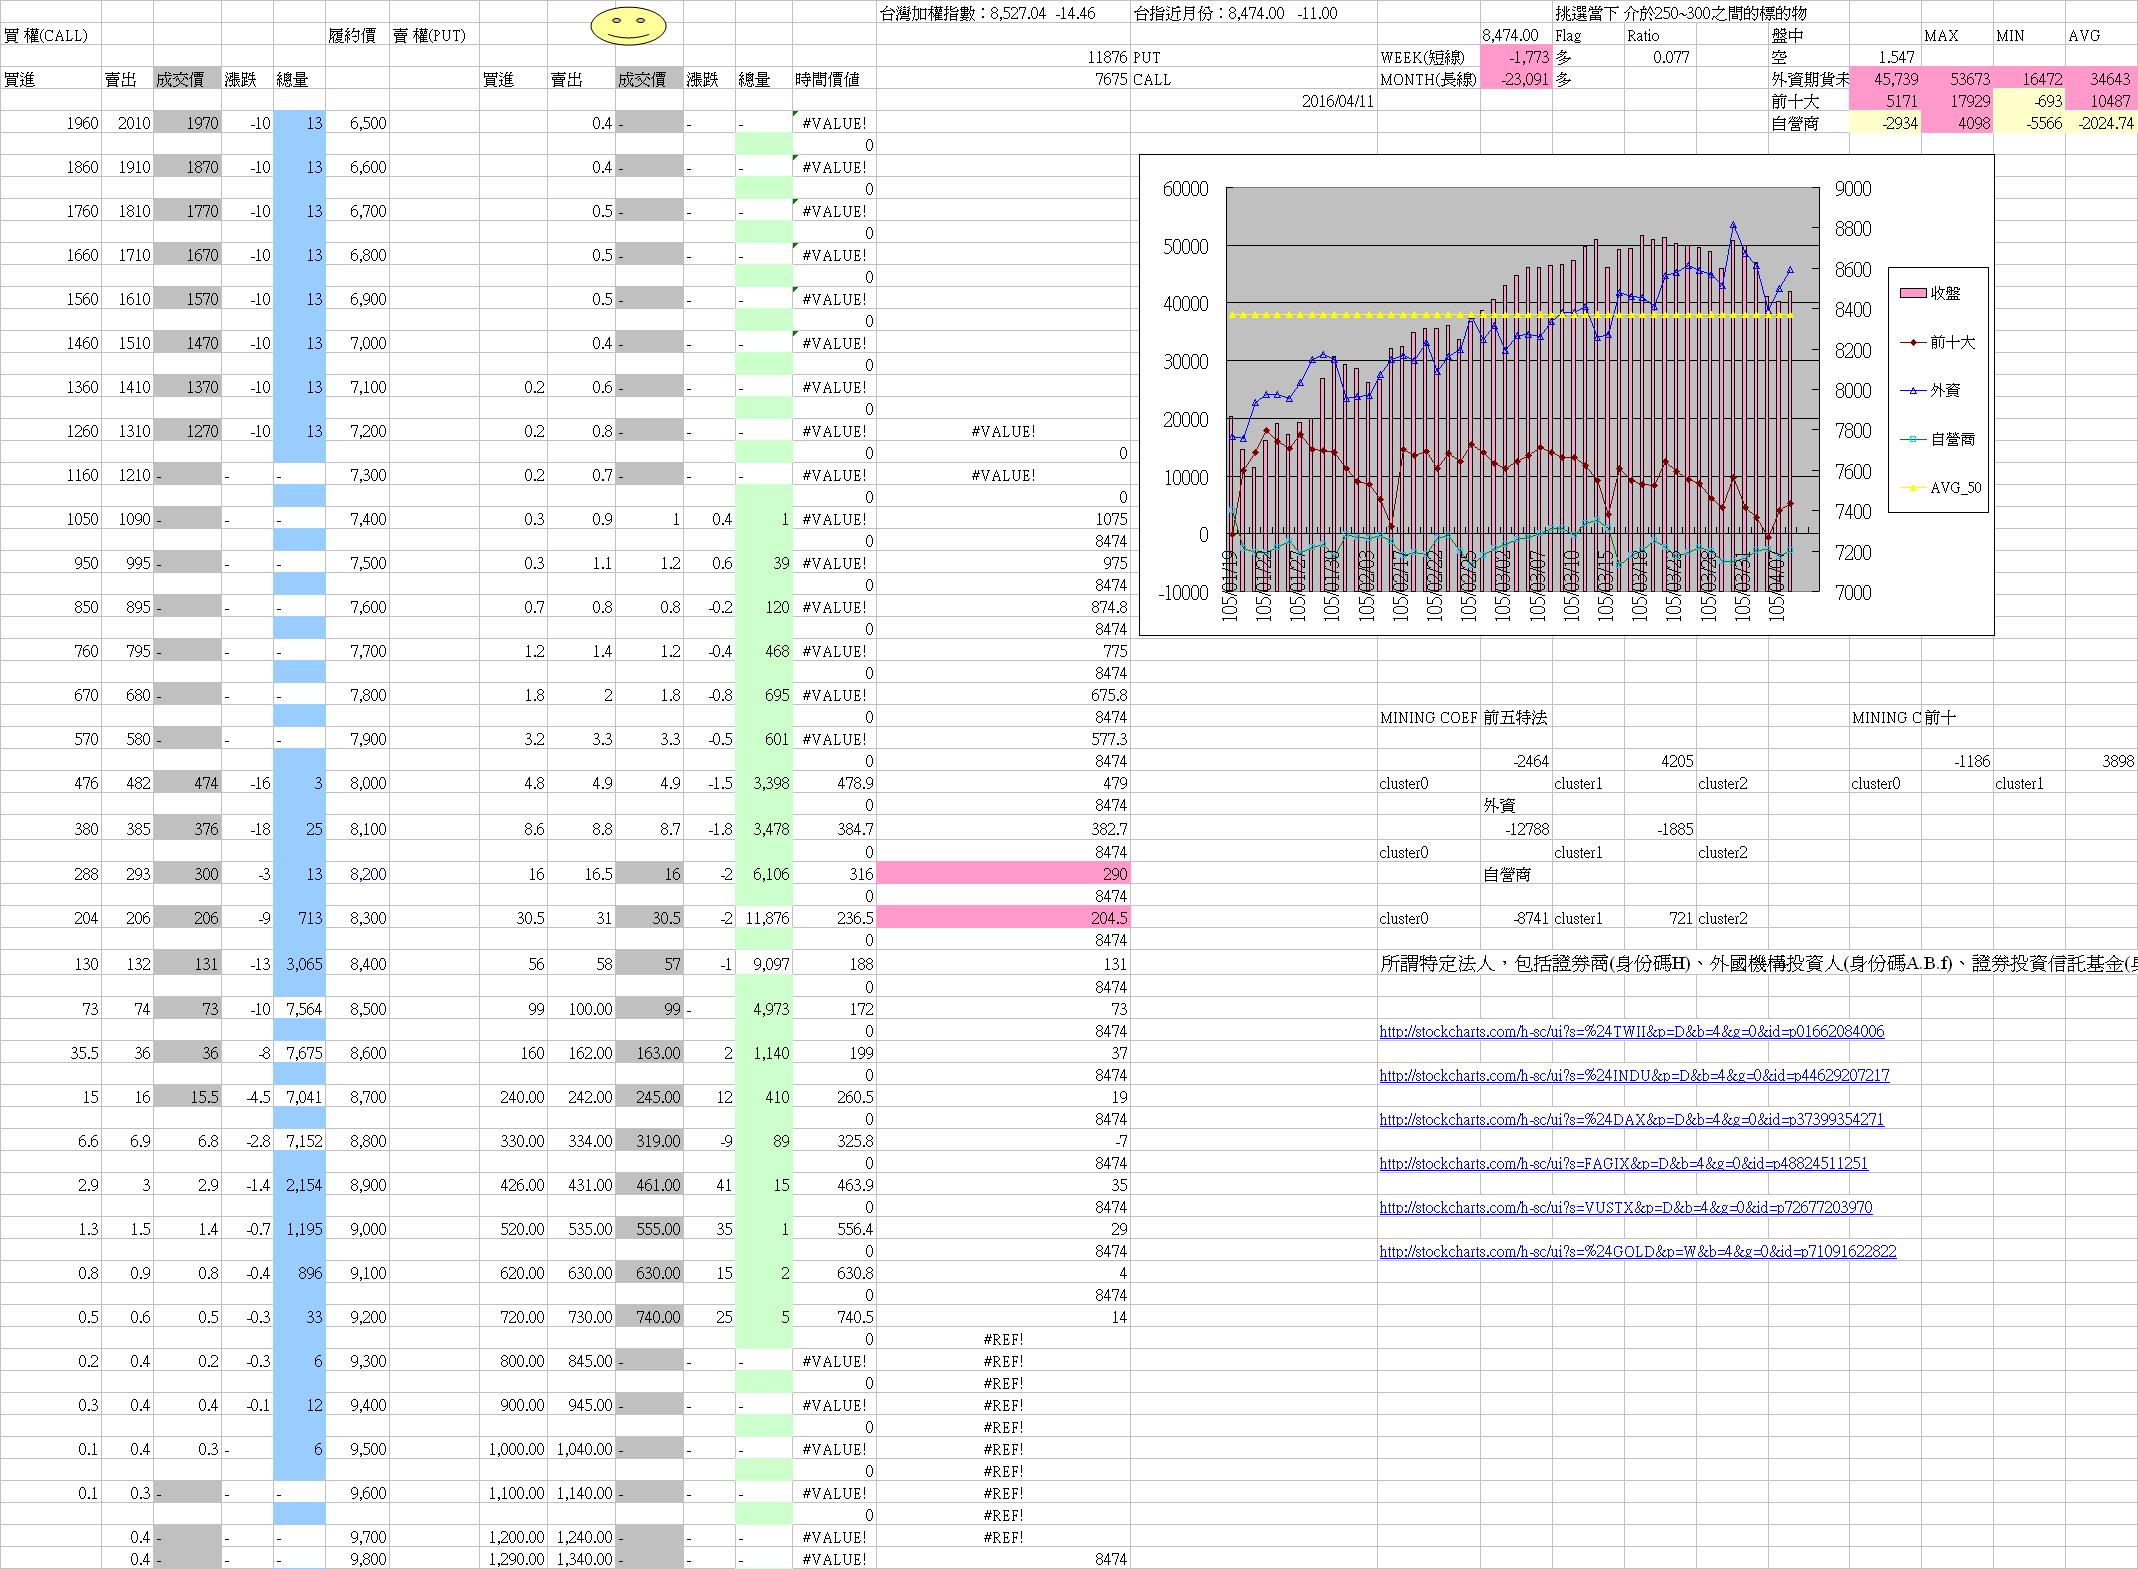 台灣加權指數：8,527.04 -14.46 台指近月份：8,474.00 -11.00 挑選當下 介於250~300之間的標的物
買 權(CALL) 履約價 賣 權(PUT) 8,474.00 Flag Ratio 盤中 MAX MIN AVG
11876 PUT WEEK(短線) -1,773 多 0.077 空 1.547
買進 賣出 成交價 漲跌 總量 買進 賣出 成交價 漲跌 總量 時間價值 7675 CALL MONTH(長線) -23,091 多 外資期貨未 45,739 53673 16472 34643
2016/04/11 前十大 5171 17929 -693 10487
1960 2010 1970 -10 13 6,500 0.4 - - - #VALUE! 自營商 -2934 4098 -5566 -2024.74
0
1860 1910 1870 -10 13 6,600 0.4 - - - #VALUE!
0
1760 1810 1770 -10 13 6,700 0.5 - - - #VALUE!
0
1660 1710 1670 -10 13 6,800 0.5 - - - #VALUE!
0
1560 1610 1570 -10 13 6,900 0.5 - - - #VALUE!
0
1460 1510 1470 -10 13 7,000 0.4 - - - #VALUE!
0
1360 1410 1370 -10 13 7,100 0.2 0.6 - - - #VALUE!
0
1260 1310 1270 -10 13 7,200 0.2 0.8 - - - #VALUE! #VALUE!
0 0
1160 1210 - - - 7,300 0.2 0.7 - - - #VALUE! #VALUE!
0 0
1050 1090 - - - 7,400 0.3 0.9 1 0.4 1 #VALUE! 1075
0 8474
950 995 - - - 7,500 0.3 1.1 1.2 0.6 39 #VALUE! 975
0 8474
850 895 - - - 7,600 0.7 0.8 0.8 -0.2 120 #VALUE! 874.8
0 8474
760 795 - - - 7,700 1.2 1.4 1.2 -0.4 468 #VALUE! 775
0 8474
670 680 - - - 7,800 1.8 2 1.8 -0.8 695 #VALUE! 675.8
0 8474
570 580 - - - 7,900 3.2 3.3 3.3 -0.5 601 #VALUE! 577.3
0 8474
476 482 474 -16 3 8,000 4.8 4.9 4.9 -1.5 3,398 478.9 479
0 8474
380 385 376 -18 25 8,100 8.6 8.8 8.7 -1.8 3,478 384.7 382.7
0 8474
288 293 300 -3 13 8,200 16 16.5 16 -2 6,106 316 290
0 8474
204 206 206 -9 713 8,300 30.5 31 30.5 -2 11,876 236.5 204.5
0 8474
130 132 131 -13 3,065 8,400 56 58 57 -1 9,097 188 131
0 8474
73 74 73 -10 7,564 8,500 99 100.00 99 - 4,973 172 73
0 8474
35.5 36 36 -8 7,675 8,600 160 162.00 163.00 2 1,140 199 37
0 8474
15 16 15.5 -4.5 7,041 8,700 240.00 242.00 245.00 12 410 260.5 19
0 8474
6.6 6.9 6.8 -2.8 7,152 8,800 330.00 334.00 319.00 -9 89 325.8 -7
0 8474
2.9 3 2.9 -1.4 2,154 8,900 426.00 431.00 461.00 41 15 463.9 35
0 8474
1.3 1.5 1.4 -0.7 1,195 9,000 520.00 535.00 555.00 35 1 556.4 29
0 8474
0.8 0.9 0.8 -0.4 896 9,100 620.00 630.00 630.00 15 2 630.8 4
0 8474
0.5 0.6 0.5 -0.3 33 9,200 720.00 730.00 740.00 25 5 740.5 14
0 #REF!
0.2 0.4 0.2 -0.3 6 9,300 800.00 845.00 - - - #VALUE! #REF!
0 #REF!
0.3 0.4 0.4 -0.1 12 9,400 900.00 945.00 - - - #VALUE! #REF!
0 #REF!
0.1 0.4 0.3 - 6 9,500 1,000.00 1,040.00 - - - #VALUE! #REF!
0 #REF!
0.1 0.3 - - - 9,600 1,100.00 1,140.00 - - - #VALUE! #REF!
0 #REF!
0.4 - - - 9,700 1,200.00 1,240.00 - - - #VALUE! #REF!
0.4 - - - 9,800 1,290.00 1,340.00 - - - #VALUE! 8474
60000
50000
40000
30000
20000
10000
0
-10000
9000
8800
8600
8400
8200
8000
7800
7600
7400
7200
7000
收盤
前十大
外資
自營商
AVG_50
105/01/19
105/01/22
105/01/27
105/01/30
105/02/03
105/02/17
105/02/22
105/02/25
105/03/02
105/03/07
105/03/10
105/03/15
105/03/18
105/03/23
105/03/28
105/03/31
105/04/07
MINING COEF 前五特法 MINING C 前十
-2464 4205 -1186 3898
cluster0 cluster1 cluster2 cluster0 cluster1
外資
-12788 -1885
cluster0 cluster1 cluster2
自營商
cluster0 -8741 cluster1 721 cluster2
所謂特定法人，包括證券商(身份碼H)、外國機構投資人(身份碼A.B.f)、證券投資信託基金(
http://stockcharts.com/h-sc/ui?s=%24TWII&p=D&b=4&g=0&id=p01662084006
http://stockcharts.com/h-sc/ui?s=%24INDU&p=D&b=4&g=0&id=p44629207217
http://stockcharts.com/h-sc/ui?s=%24DAX&p=D&b=4&g=0&id=p37399354271
http://stockcharts.com/h-sc/ui?s=FAGIX&p=D&b=4&g=0&id=p48824511251
http://stockcharts.com/h-sc/ui?s=VUSTX&p=D&b=4&g=0&id=p72677203970
http://stockcharts.com/h-sc/ui?s=%24GOLD&p=W&b=4&g=0&id=p71091622822